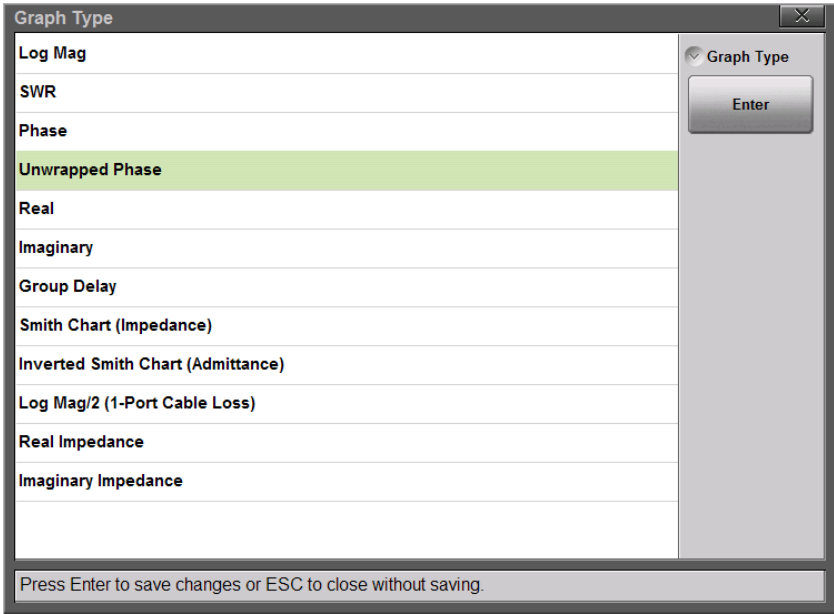 Graph Type
Log Mag
SWR
Phase
Unwrapped Phase
Real
Imaginary
Group Delay
Smith Chart (Impedance)
Inverted Smith Chart (Admittance)
Log Mag/2 (1-Port Cable Loss)
Real Impedance
Imaginary Impedance
Graph Type
Enter
Press Enter to save changes or ESC to close without saving.